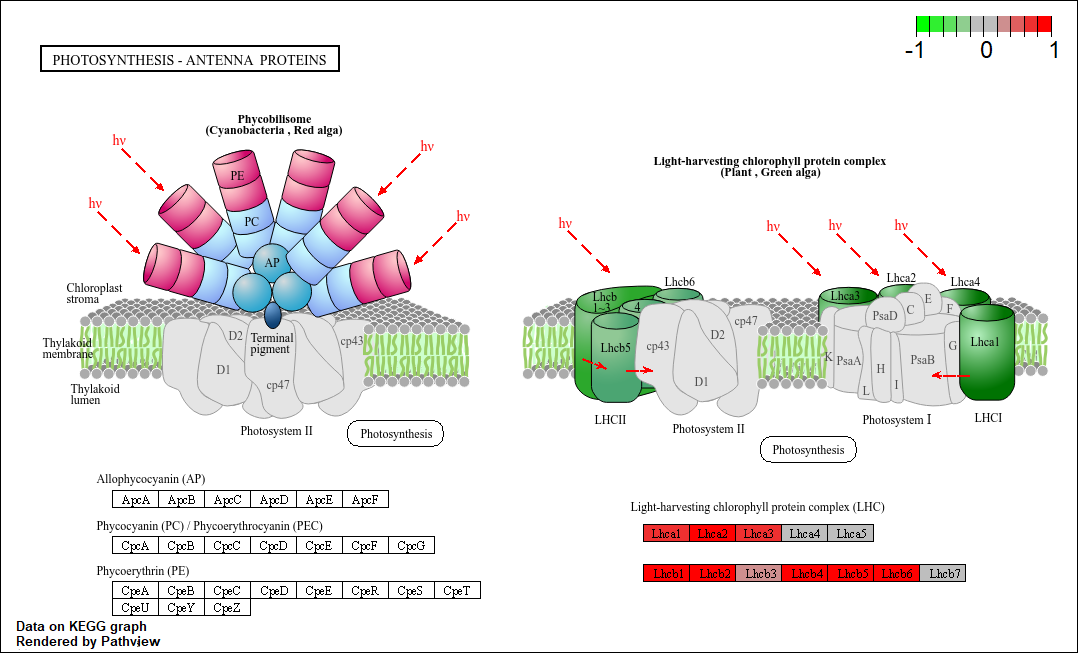 -1 0 1
PHOTOSYNTHESIS - ANTENNA PROTEINS
Phycobilisome
(Cyanobacteria , Red alga)
hν
hν
hν
hν
PE
PC
AP
Chloroplast
stroma
Thylakoid
membrane
Thylakoid
lumen
Terminal
pigment
D2
D1
cp47
cp43
Photosystem II
Photosynthesis
Light-harvesting chlorophyll protein complex
(Plant , Green alga)
hν
hν
hν
hν
Lhcb
1~3
4
Lhcb6
Lhcb5
cp43
D2
cp47
D1
LHCII
Photosystem II
Lhca3
Lhca2
Lhca4
Lhca1
PsaD
C
E
F
G
K
PsaA
H
PsaB
L
I
Photosystem I
LHCI
Photosynthesis
Allophycocyanin (AP)
ApcA ApcB ApcC ApcD ApcE ApcF
Phycocyanin (PC) / Phycoerythrocyanin (PEC)
CpcA CpcB CpcC CpcD CpcE CpcF CpcG
Phycoerythrin (PE)
CpeA CpeB CpeC CpeD CpeE CpeR CpeS CpeT
CpeU CpeY CpeZ
Light-harvesting chlorophyll protein complex (LHC)
Lhca1 Lhca2 Lhca3 Lhca4 Lhca5
Lhcb1 Lhcb2 Lhcb3 Lhcb4 Lhcb5 Lhcb6 Lhcb7
Data on KEGG graph
Rendered by Pathview